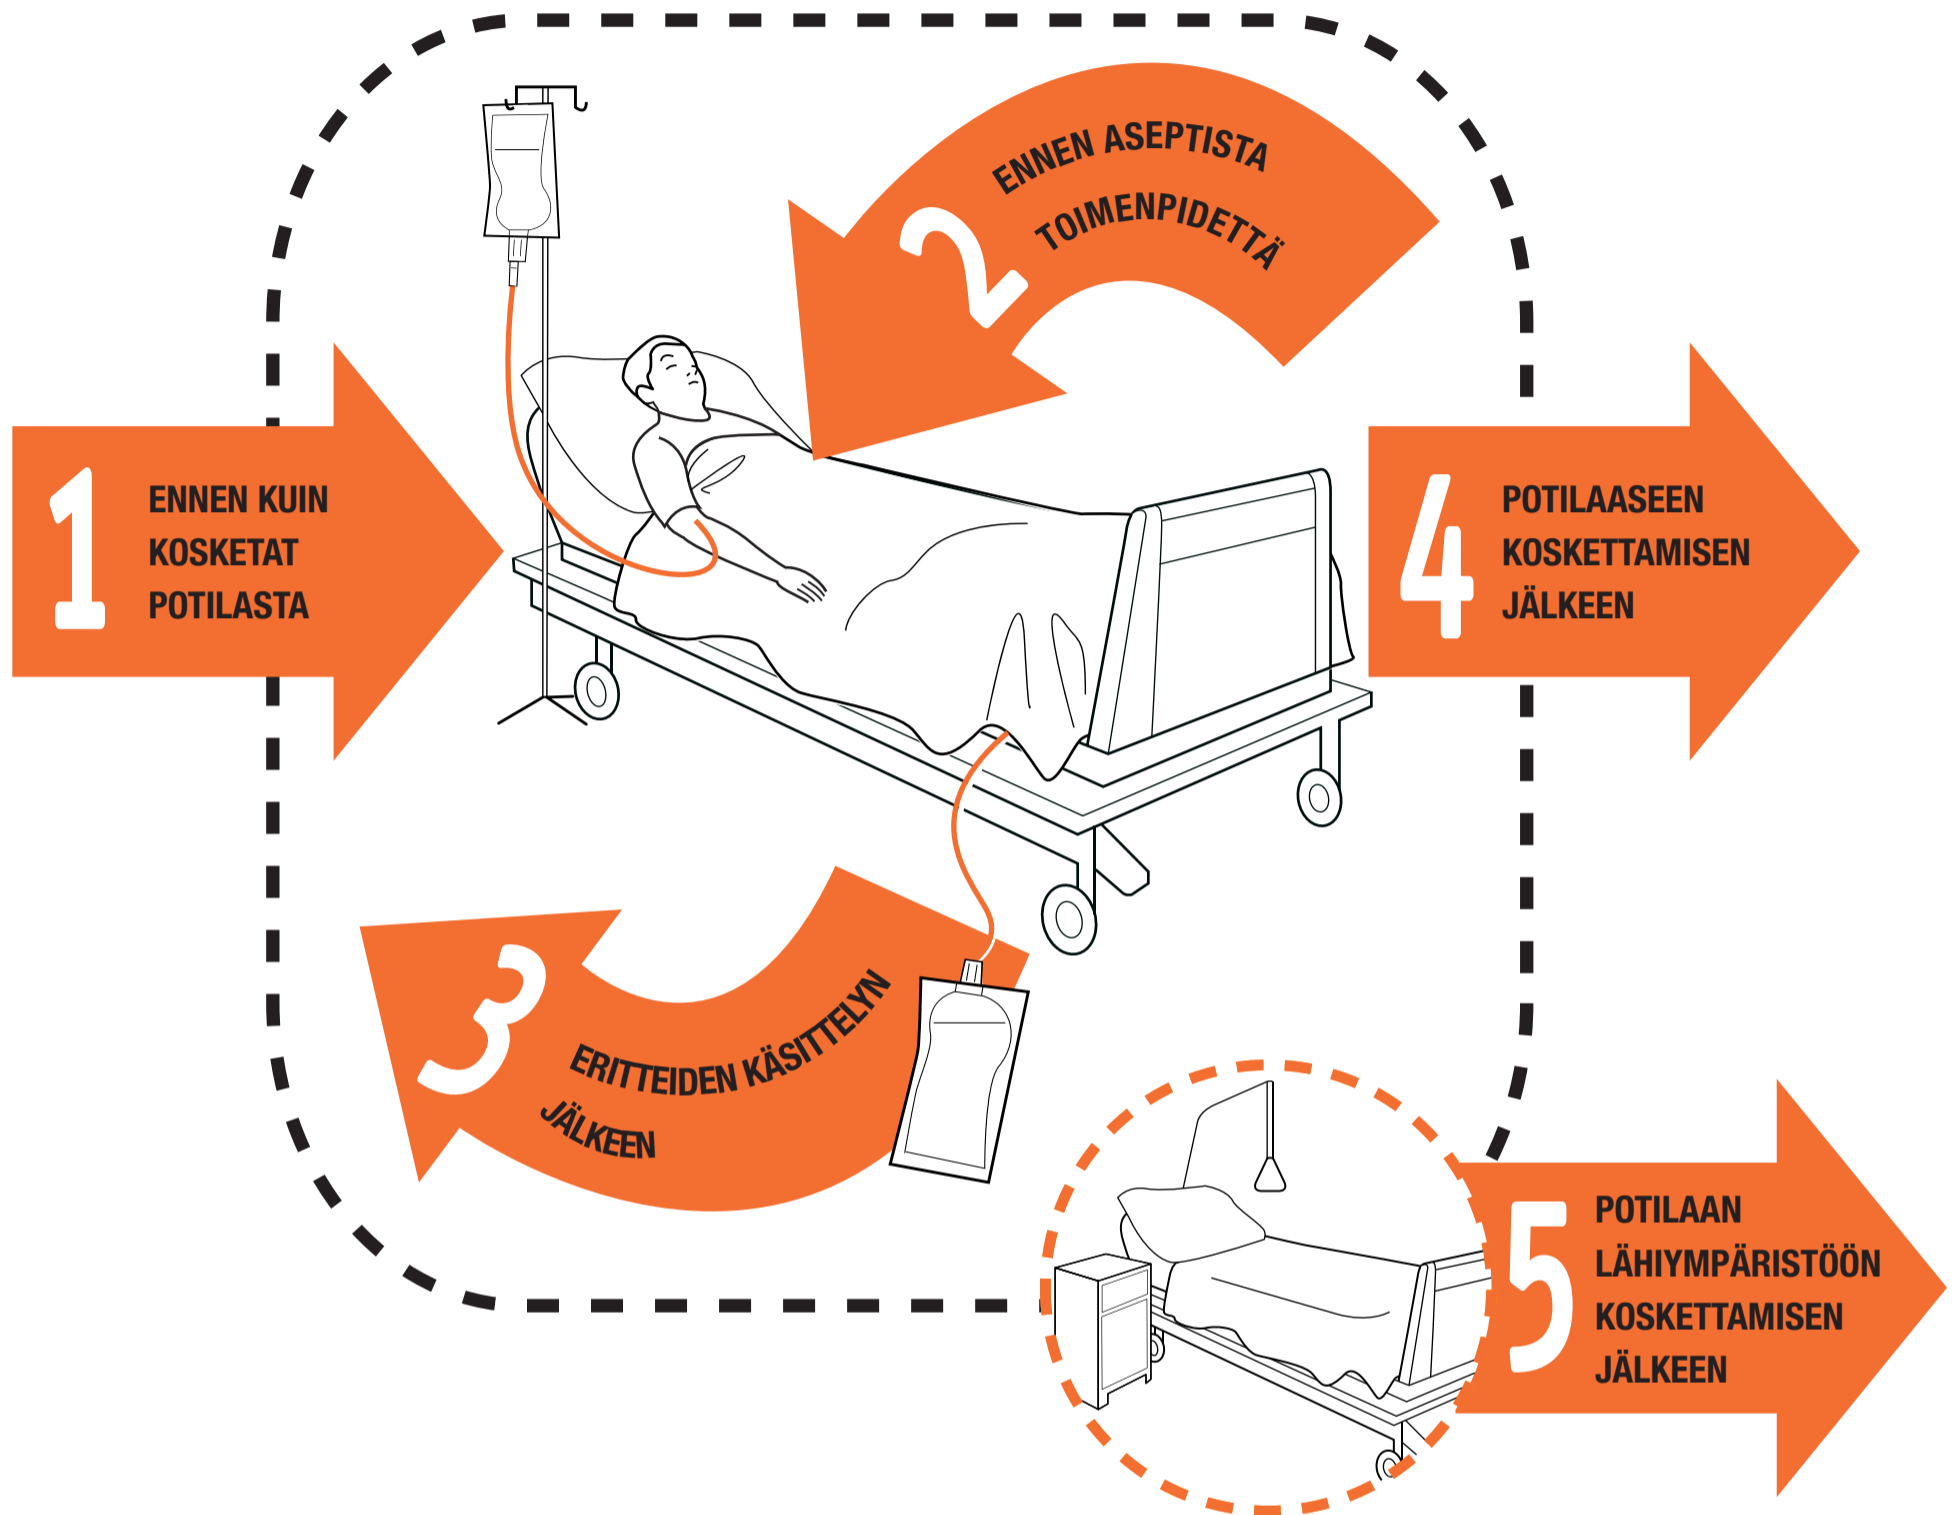 1
ENNEN KUIN
KOSKETAT
POTILASTA
2
ENNEN ASEPTISTA
TOIMENPIDETTÄ
3
ERITTEIDEN KÄSITTELYN
JÄLKEEN
4
POTILAASEEN
KOSKETTAMISEN
JÄLKEEN
5
POTILAAN
LÄHIYMPÄRISTÖÖN
KOSKETTAMISEN
JÄLKEEN